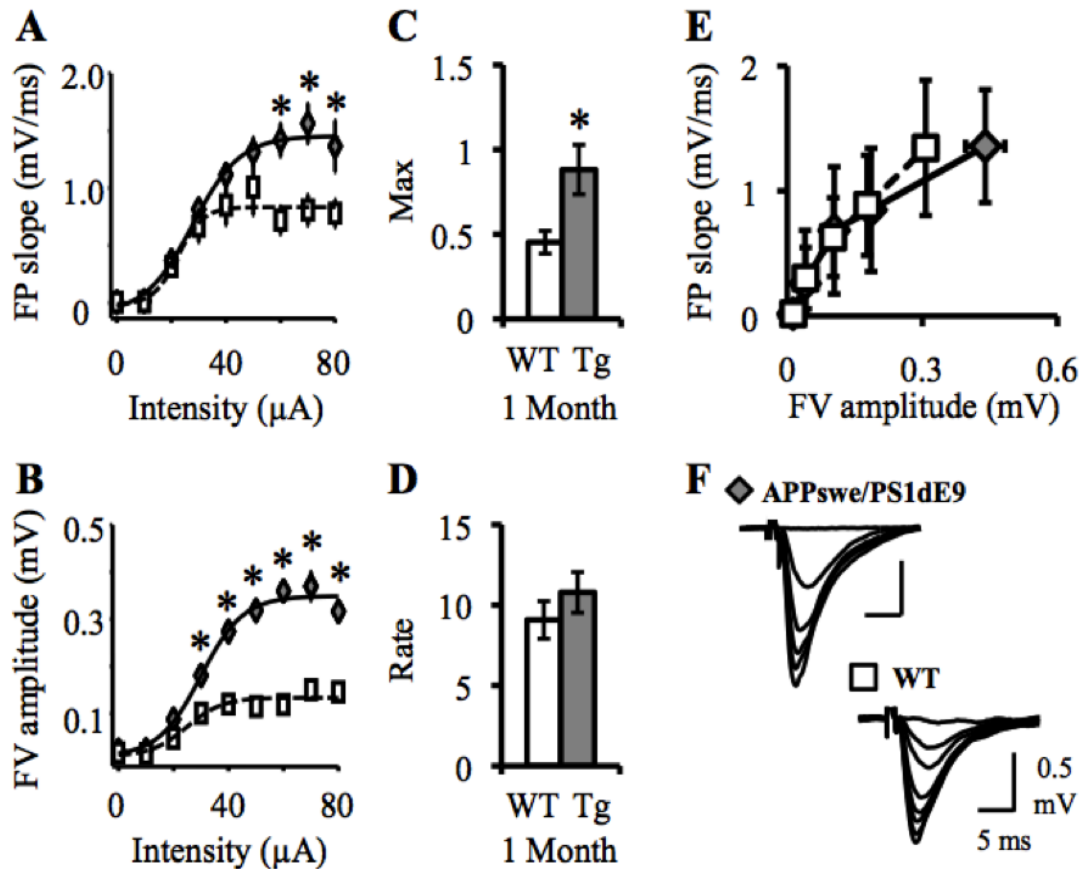 A
FP slope (mV/ms)
2.0
1.0
0
* * *
0 40 80
Intensity (µA)
B
FV amplitude (mV)
0.5
0.3
0.1
* * * * * *
0 40 80
Intensity (µA)
C
Max
1.5
1
0.5
0
*
WT Tg
1 Month
D
Rate
15
10
5
0
WT Tg
1 Month
E
FP slope (mV/ms)
2
1
0
0 0.3 0.6
FV amplitude (mV)
F
APPswe/PS1dE9
WT
0.5
mV
5 ms